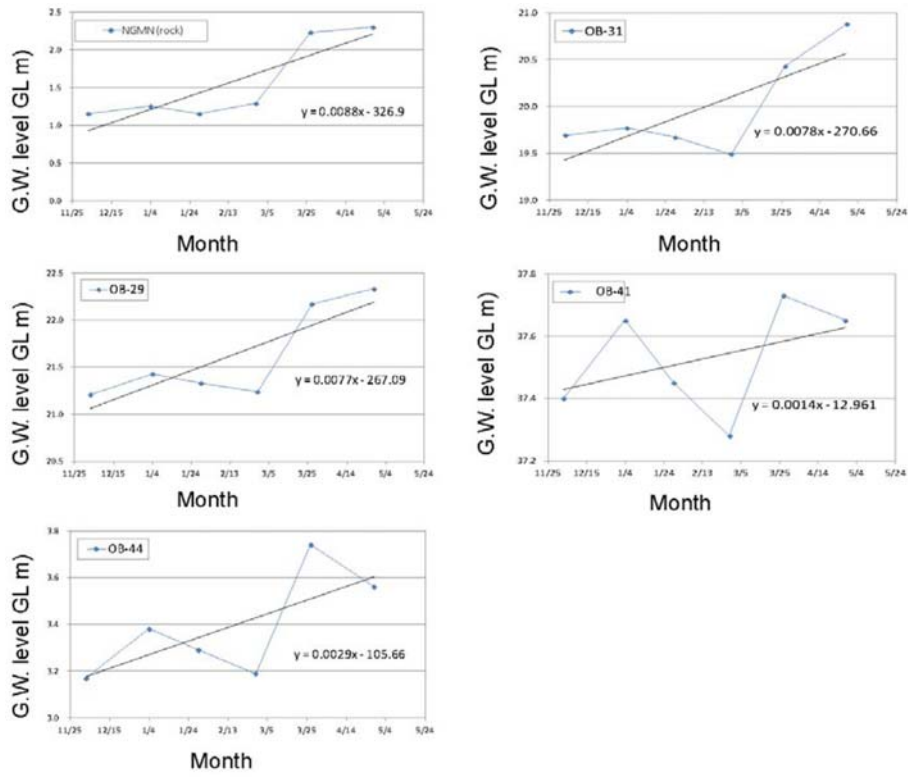 NGMN (rock)
G.W. level GL m)
2.5
2.0
1.5
1.0
0.5
0.0
y = 0.0088x - 326.9
11/25 12/15 1/4 1/24 2/13 3/5 3/25 4/14 5/4 5/24
Month
OB-31
G.W. level GL m)
21.0
20.5
20.0
19.5
19.0
y = 0.0078x - 270.66
11/25 12/15 1/4 1/24 2/13 3/5 3/25 4/14 5/4 5/24
Month
OB-29
G.W. level GL m)
22.5
22.0
21.5
21.0
29.5
y = 0.0077x - 267.09
11/25 12/15 1/4 1/24 2/13 3/5 3/25 4/14 5/4 5/24
Month
OB-41
G.W. level GL m)
37.8
37.6
37.4
37.2
y = 0.0014x - 12.961
11/25 12/15 1/4 1/24 2/13 3/5 3/25 4/14 5/4 5/24
Month
OB-44
G.W. level GL m)
3.8
3.6
3.4
3.2
3.0
y = 0.0029x - 105.66
11/25 12/15 1/4 1/24 2/13 3/5 3/25 4/14 5/4 5/24
Month